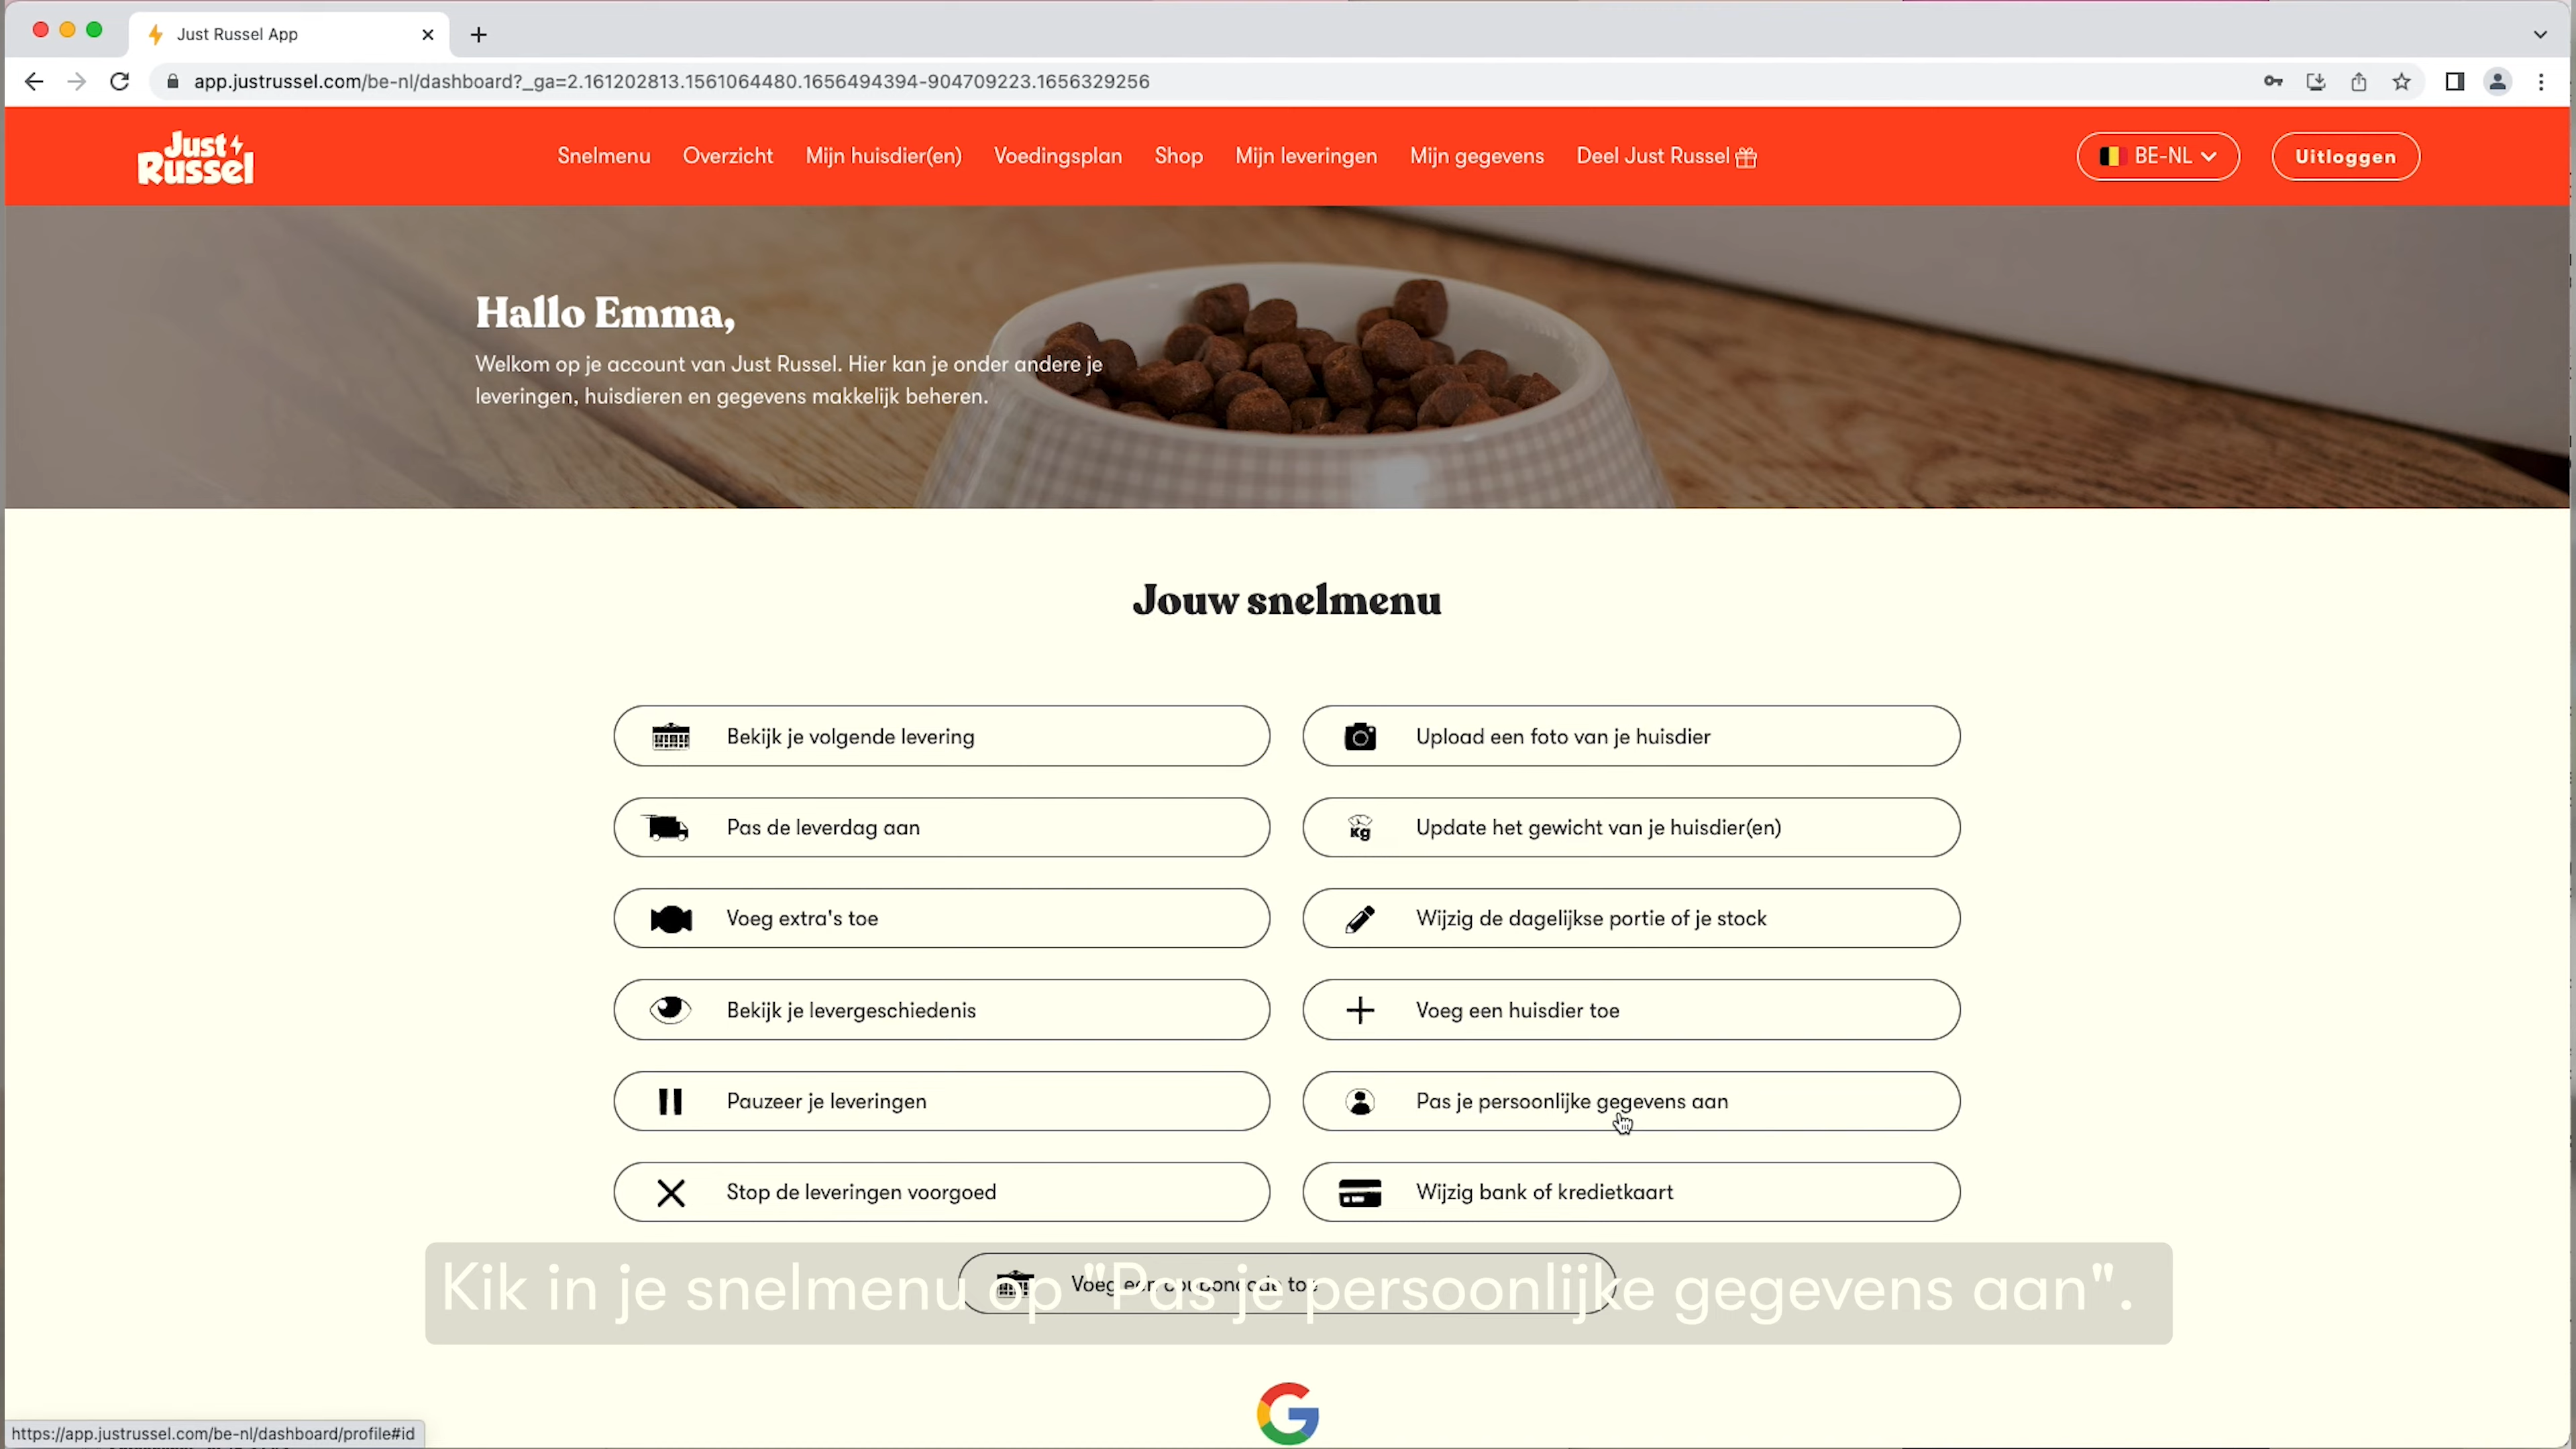 Just Russel App
app.justrussel.com/be-nl/dashboard?_ga=2.161202813.1561064480.1656494394-904709223.1656329256
Just
Russel
Snelmenu
Overzicht
Mijn huisdier(en)
Voedingsplan
Shop
Mijn leveringen
Mijn gegevens
Deel Just Russel
BE-NL
Uitloggen
Hallo Emma,
Welkom op je account van Just Russel. Hier kan je onder andere je
leveringen, huisdieren en gegevens makkelijk beheren.
Jouw snelmenu
Bekijk je volgende levering
Upload een foto van je huisdier
Pas de leverdag aan
Kg
Update het gewicht van je huisdier(en)
Voeg extra's toe
Wijzig de dagelijkse portie of je stock
Bekijk je levergeschiedenis
Voeg een huisdier toe
Pauzeer je leveringen
Pas je persoonlijke gegevens aan
Stop de leveringen voorgoed
Wijzig bank of kredietkaart
Voeg een couponcode toe
Kik in je snelmenu op "Pas je persoonlijke gegevens aan".
G
https://app.justrussel.com/be-nl/dashboard/profile#id